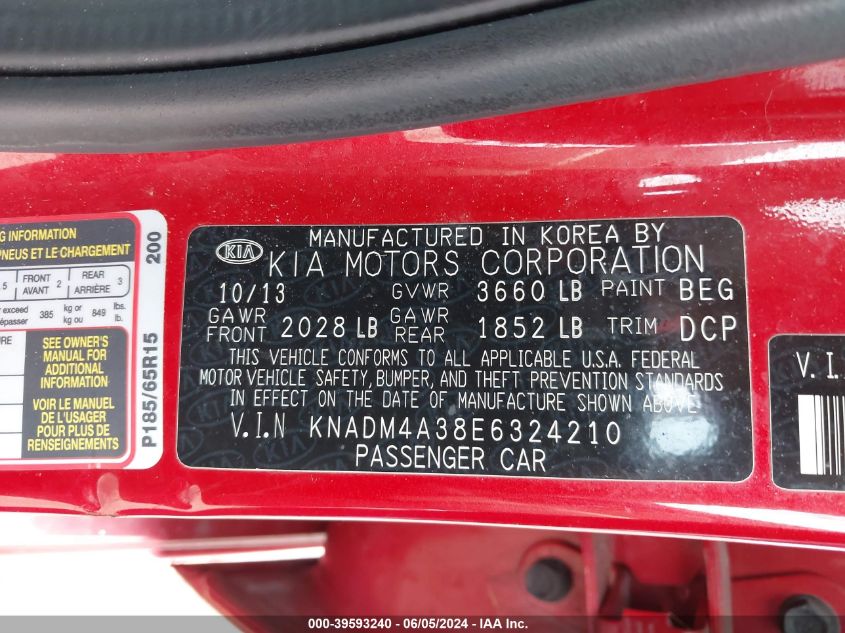 G INFORMATION
PNEUS ET LE CHARGEMENT
5 FRONT AVANT 2 REAR ARRIÈRE 3
exceed
dépasser 385 kg or kg ou 849 lbs. lb.
SEE OWNER'S
MANUAL FOR
ADDITIONAL
INFORMATION
VOIR LE MANUEL
DE L'USAGER
POUR PLUS DE
RENSEIGNEMENTS
200
P185/65R15
KIA
MANUFACTURED IN KOREA BY
KIA MOTORS CORPORATION
10/13 GVWR 3660 LB PAINT BEG
GAWR FRONT 2028 LB GAWR REAR 1852 LB TRIM DCP
THIS VEHICLE CONFORMS TO ALL APPLICABLE U.S.A. FEDERAL
MOTOR VEHICLE SAFETY, BUMPER, AND THEFT PREVENTION STANDARDS
IN EFFECT ON THE DATE OF MANUFACTURE SHOWN ABOVE.
V.I.N KNADM4A38E6324210
PASSENGER CAR
V.I.
000-39593240 - 06/05/2024 - IAA Inc.